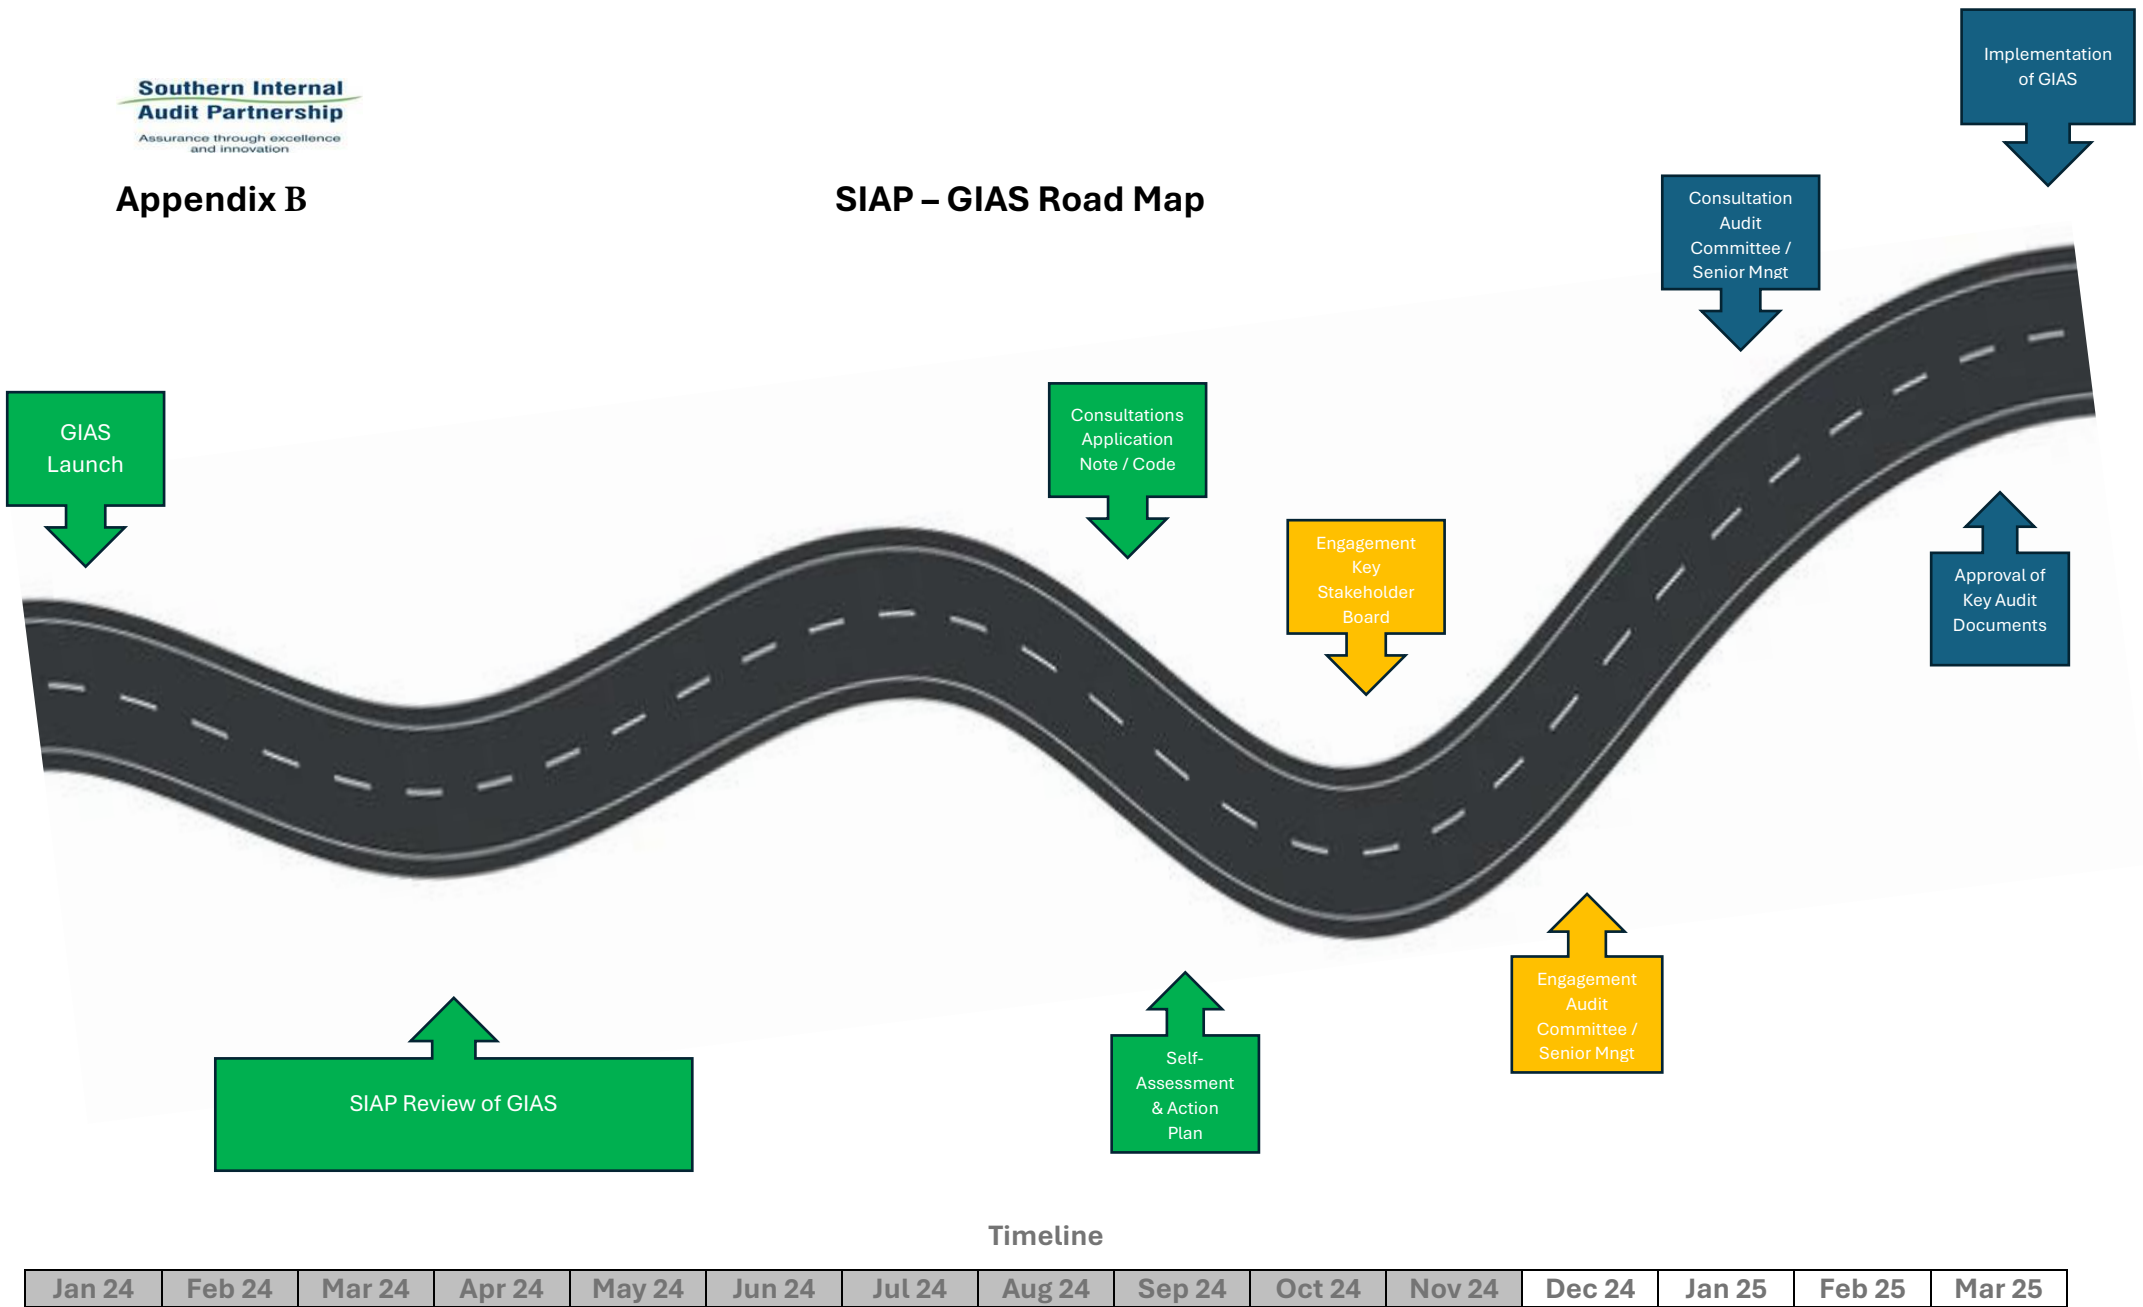 Southern Internal
Audit Partnership
Assurance through excellence
and innovation
Appendix B
SIAP – GIAS Road Map
Implementation
of GIAS
Consultation
Audit
Committee /
Senior Mngt
GIAS
Launch
Consultations
Application
Note / Code
Engagement
Key
Stakeholder
Board
Approval of
Key Audit
Documents
Engagement
Audit
Committee /
Senior Mngt
SIAP Review of GIAS
Self-
Assessment
& Action
Plan
Timeline
Jan 24 Feb 24 Mar 24 Apr 24 May 24 Jun 24 Jul 24 Aug 24 Sep 24 Oct 24 Nov 24 Dec 24 Jan 25 Feb 25 Mar 25